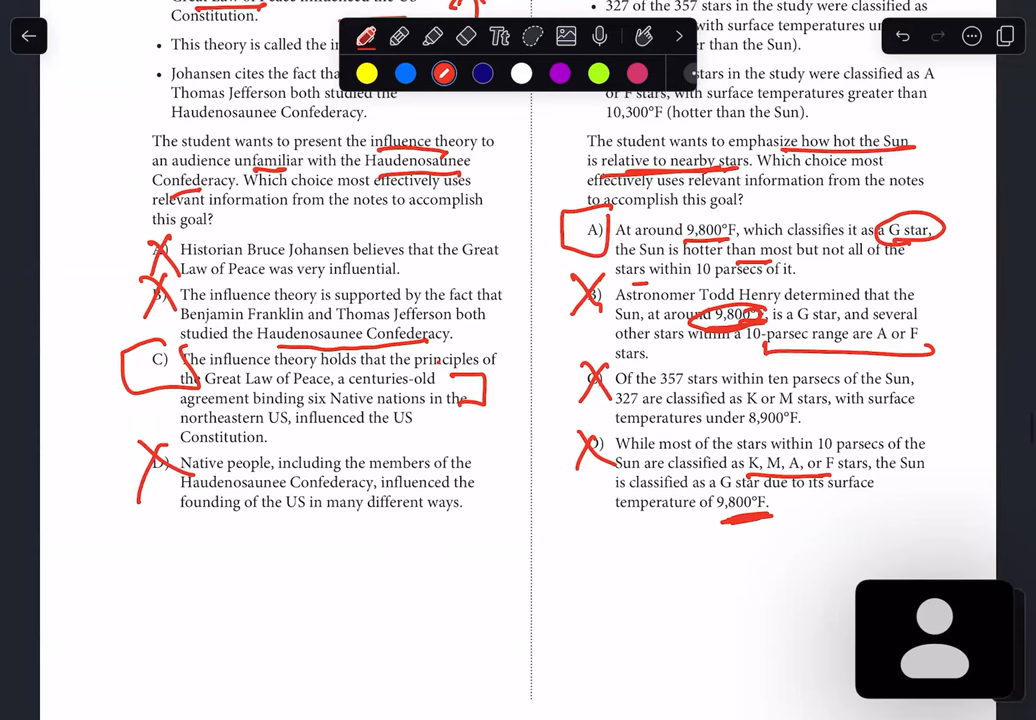 Great Law of Peace influenced the US
Constitution.
• This theory is called the in
• Johansen cites the fact tha
Thomas Jefferson both studied the
Haudenosaunee Confederacy.
The student wants to present the influence theory to
an audience unfamiliar with the Haudenosaunee
Confederacy. Which choice most effectively uses
relevant information from the notes to accomplish
this goal?
A) Historian Bruce Johansen believes that the Great
Law of Peace was very influential.
B) The influence theory is supported by the fact that
Benjamin Franklin and Thomas Jefferson both
studied the Haudenosaunee Confederacy.
C) The influence theory holds that the principles of
the Great Law of Peace, a centuries-old
agreement binding six Native nations in the
northeastern US, influenced the US
Constitution.
D) Native people, including the members of the
Haudenosaunee Confederacy, influenced the
founding of the US in many different ways.
• 327 of the 357 stars in the study were classified as
with surface temperatures un
er than the Sun).
stars in the study were classified as A
or F stars, with surface temperatures greater than
10,300°F (hotter than the Sun).
The student wants to emphasize how hot the Sun
is relative to nearby stars. Which choice most
effectively uses relevant information from the notes
to accomplish this goal?
A) At around 9,800°F, which classifies it as a G star,
the Sun is hotter than most but not all of the
stars within 10 parsecs of it.
B) Astronomer Todd Henry determined that the
Sun, at around 9,800°F, is a G star, and several
other stars within a 10-parsec range are A or F
stars.
C) Of the 357 stars within ten parsecs of the Sun,
327 are classified as K or M stars, with surface
temperatures under 8,900°F.
D) While most of the stars within 10 parsecs of the
Sun are classified as K, M, A, or F stars, the Sun
is classified as a G star due to its surface
temperature of 9,800°F.
Tt